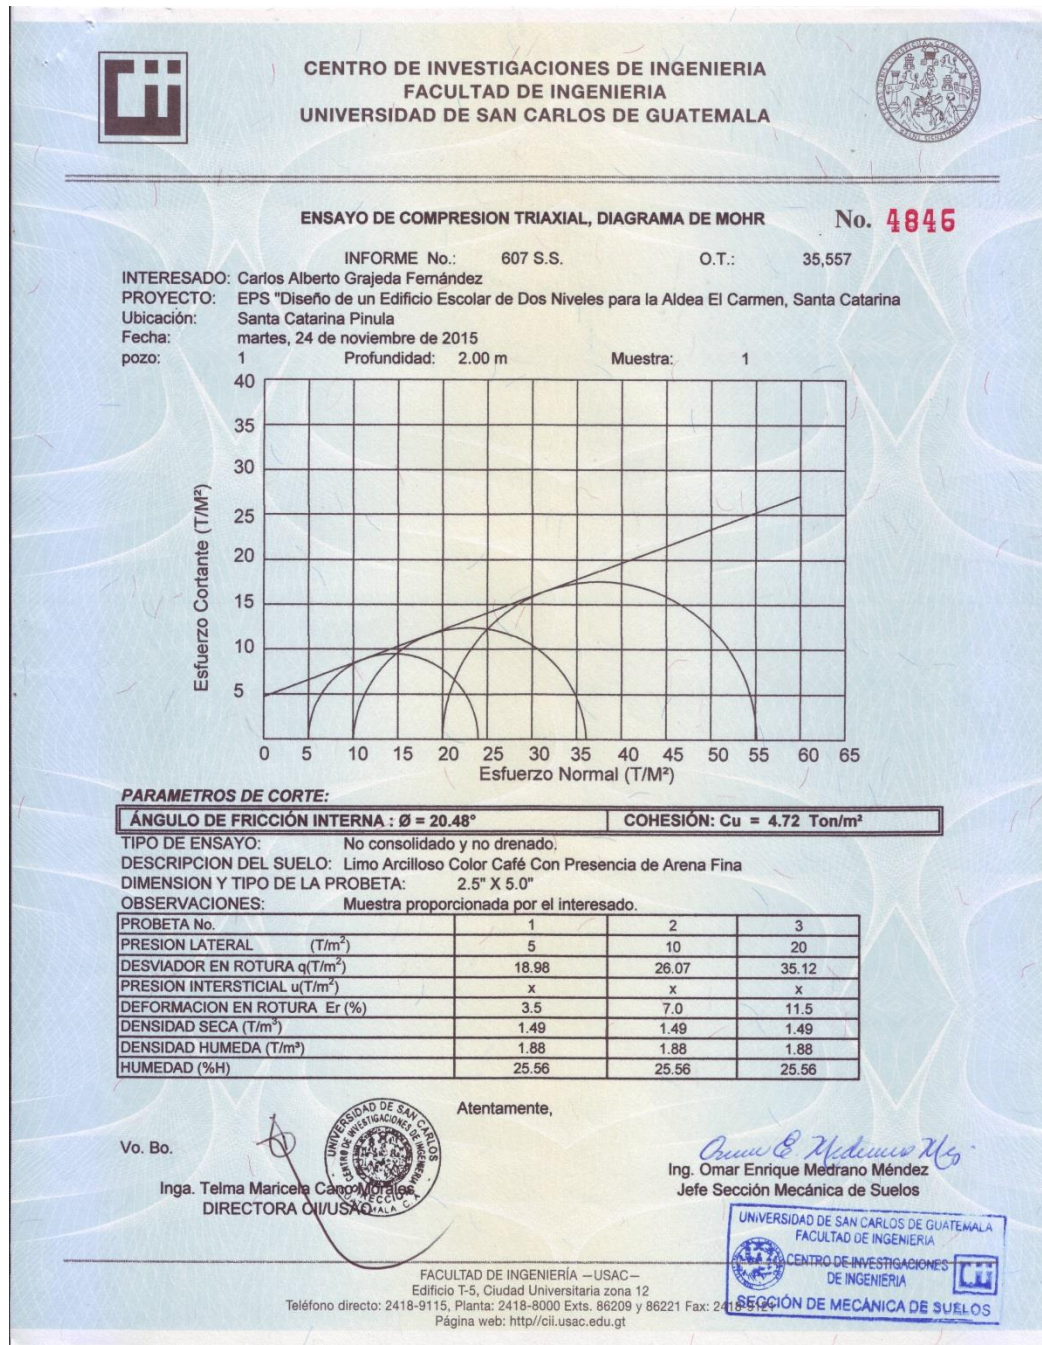 CENTRO DE INVESTIGACIONES DE INGENIERIA
FACULTAD DE INGENIERIA
UNIVERSIDAD DE SAN CARLOS DE GUATEMALA
ENSAYO DE COMPRESION TRIAXIAL, DIAGRAMA DE MOHR No. 4846
INFORME No.: 607 S.S. O.T.: 35,557
INTERESADO: Carlos Alberto Grajeda Fernández
PROYECTO: EPS "Diseño de un Edificio Escolar de Dos Niveles para la Aldea El Carmen, Santa Catarina
Ubicación: Santa Catarina Pinula
Fecha: martes, 24 de noviembre de 2015
pozo: 1 Profundidad: 2.00 m Muestra: 1
40
35
30
25
20
15
10
5
Esfuerzo Cortante (T/M²)
0 5 10 15 20 25 30 35 40 45 50 55 60 65
Esfuerzo Normal (T/M²)
PARAMETROS DE CORTE:
ÁNGULO DE FRICCIÓN INTERNA : Ø = 20.48° COHESIÓN: Cu = 4.72 Ton/m²
TIPO DE ENSAYO: No consolidado y no drenado.
DESCRIPCION DEL SUELO: Limo Arcilloso Color Café Con Presencia de Arena Fina
DIMENSION Y TIPO DE LA PROBETA: 2.5" X 5.0"
OBSERVACIONES: Muestra proporcionada por el interesado.
PROBETA No. 1 2 3
PRESION LATERAL (T/m²) 5 10 20
DESVIADOR EN ROTURA q(T/m²) 18.98 26.07 35.12
PRESION INTERSTICIAL u(T/m²) x x x
DEFORMACION EN ROTURA Er (%) 3.5 7.0 11.5
DENSIDAD SECA (T/m³) 1.49 1.49 1.49
DENSIDAD HUMEDA (T/m³) 1.88 1.88 1.88
HUMEDAD (%H) 25.56 25.56 25.56
Atentamente,
Vo. Bo.
Inga. Telma Maricela Cano Morales
DIRECTORA CII/USAC
UNIVERSIDAD DE SAN CARLOS
CENTRO DE INVESTIGACIONES DE INGENIERIA
Ing. Omar Enrique Medrano Méndez
Jefe Sección Mecánica de Suelos
UNIVERSIDAD DE SAN CARLOS DE GUATEMALA
FACULTAD DE INGENIERIA
CENTRO DE INVESTIGACIONES
DE INGENIERIA
SECCIÓN DE MECÁNICA DE SUELOS
FACULTAD DE INGENIERÍA —USAC—
Edificio T-5, Ciudad Universitaria zona 12
Teléfono directo: 2418-9115, Planta: 2418-8000 Exts. 86209 y 86221 Fax: 2418-9121
Página web: http//cii.usac.edu.gt